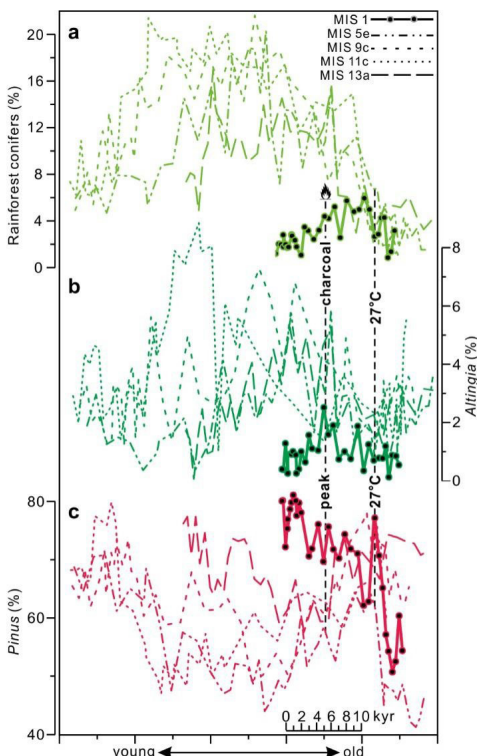 MIS 1
MIS 5e
MIS 9c
MIS 11c
MIS 13a
a
20
16
12
8
4
0
Rainforest conifers (%)
b
8
6
4
2
0
Altingia (%)
peak charcoal
27°C
27°C
c
80
60
40
Pinus (%)
0 2 4 6 8 10 kyr
young old